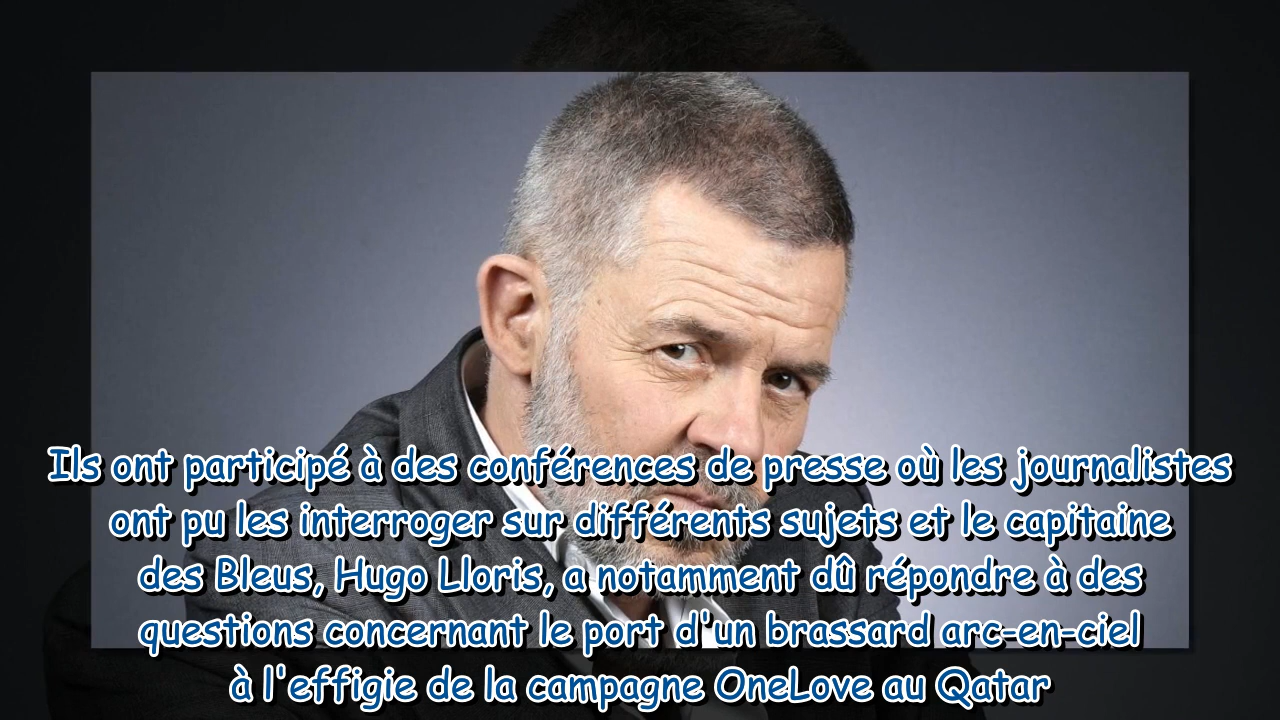 Ils ont participé à des conférences de presse où les journalistes
ont pu les interroger sur différents sujets et le capitaine
des Bleus, Hugo Lloris, a notamment dû répondre à des
questions concernant le port d'un brassard arc-en-ciel
à l'effigie de la campagne OneLove au Qatar